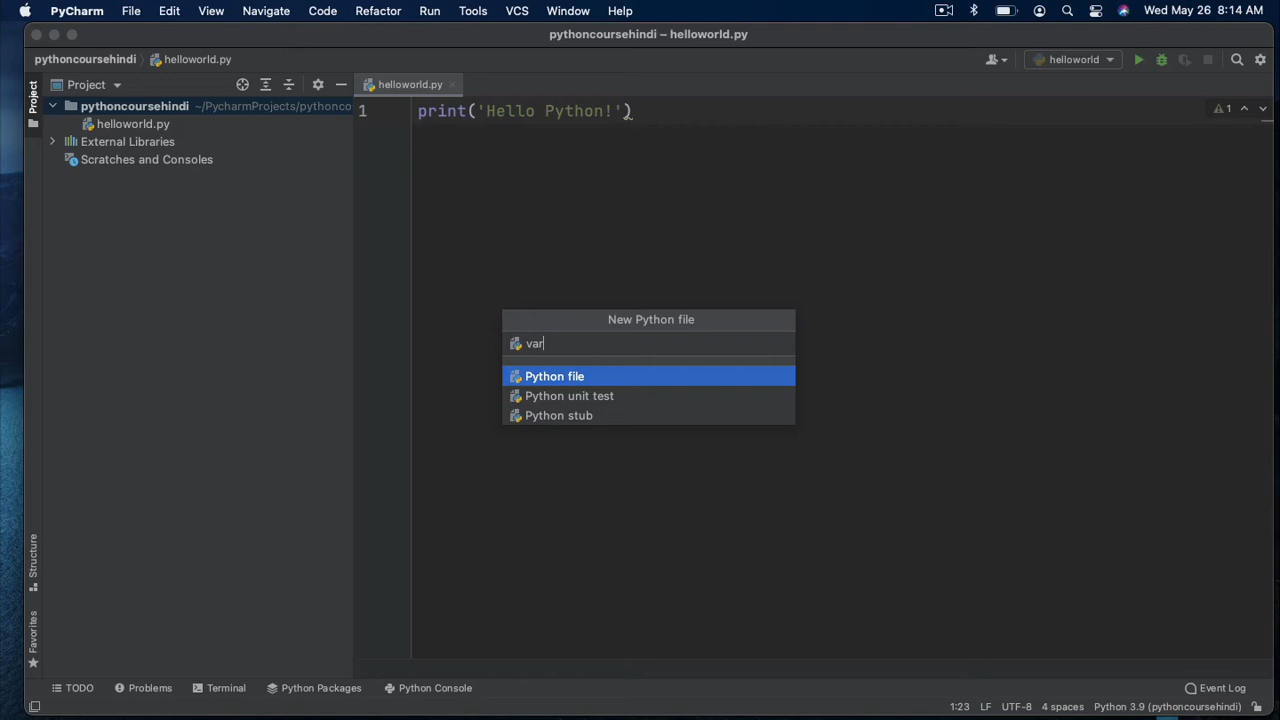 PyCharm File Edit View Navigate Code Refactor Run Tools VCS Window Help Wed May 26 8:14 AM
pythoncoursehindi – helloworld.py
pythoncoursehindi helloworld.py helloworld
Project Project helloworld.py
pythoncoursehindi ~/PycharmProjects/pythonco
1 print('Hello Python!') 1
helloworld.py
External Libraries
Scratches and Consoles
New Python file
var
Python file
Python unit test
Python stub
Structure
Favorites
TODO Problems Terminal Python Packages Python Console Event Log
1:23 LF UTF-8 4 spaces Python 3.9 (pythoncoursehindi)